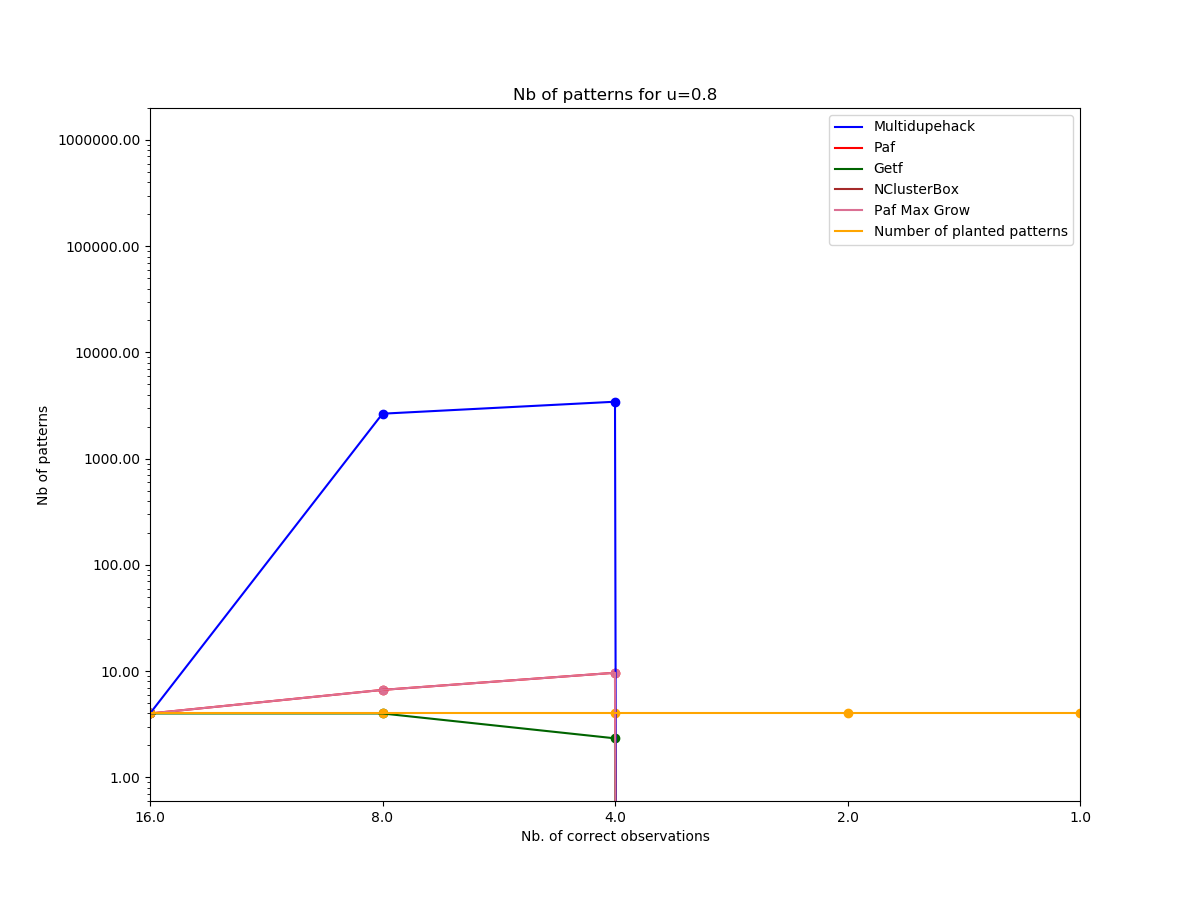 Nb of patterns for u=0.8
Multidupehack
Paf
Getf
NClusterBox
Paf Max Grow
Number of planted patterns
1000000.00
100000.00
10000.00
1000.00
100.00
10.00
1.00
Nb of patterns
16.0 8.0 4.0 2.0 1.0
Nb. of correct observations